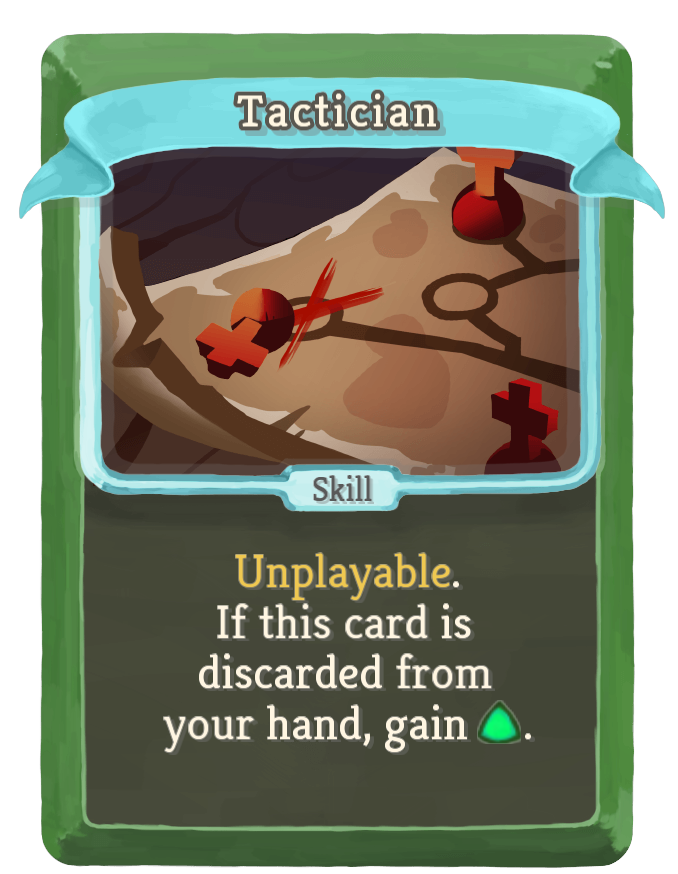 Tactician
Skill
Unplayable.
If this card is
discarded from
your hand, gain .